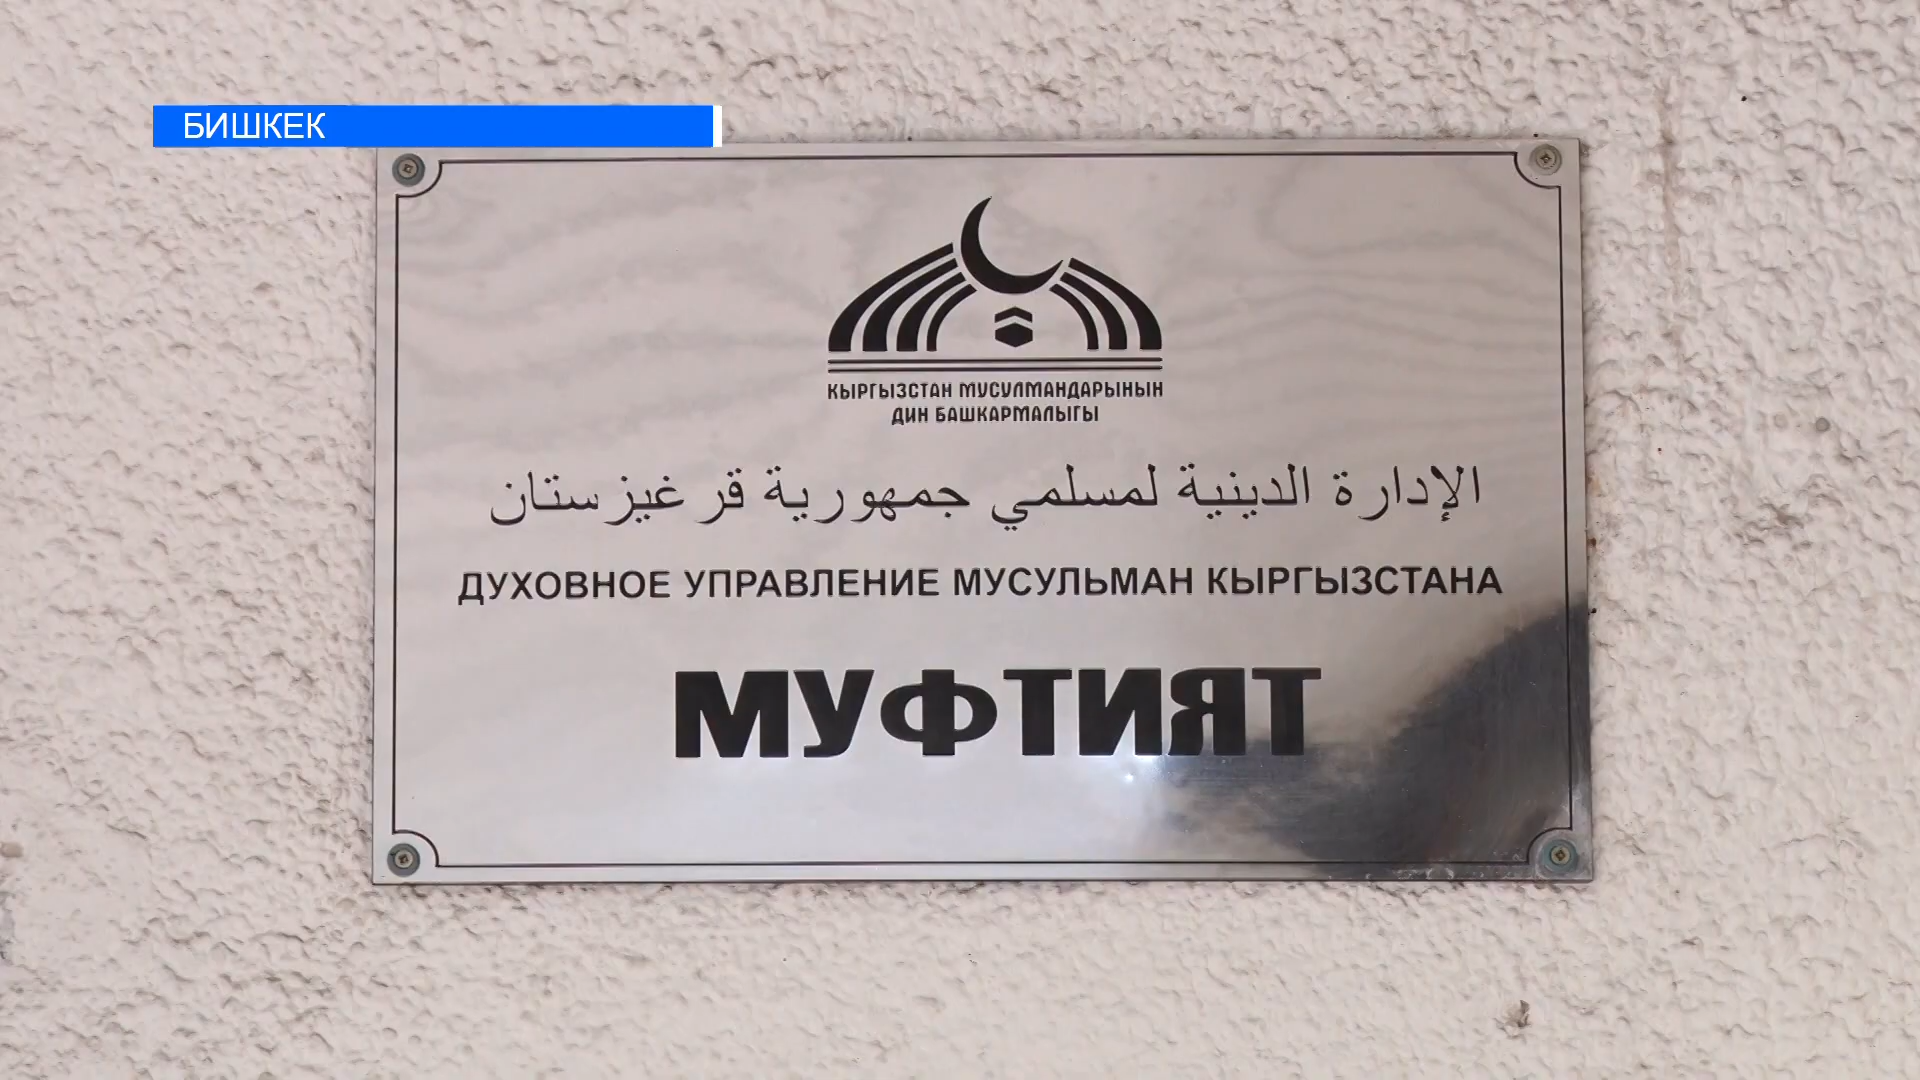 БИШКЕК
КЫРГЫЗСТАН МУСУЛМАНДАРЫНЫН
ДИН БАШКАРМАЛЫГЫ
الإدارة الدينية لمسلمي جمهورية قرغيزستان
ДУХОВНОЕ УПРАВЛЕНИЕ МУСУЛЬМАН КЫРГЫЗСТАНА
МУФТИЯТ